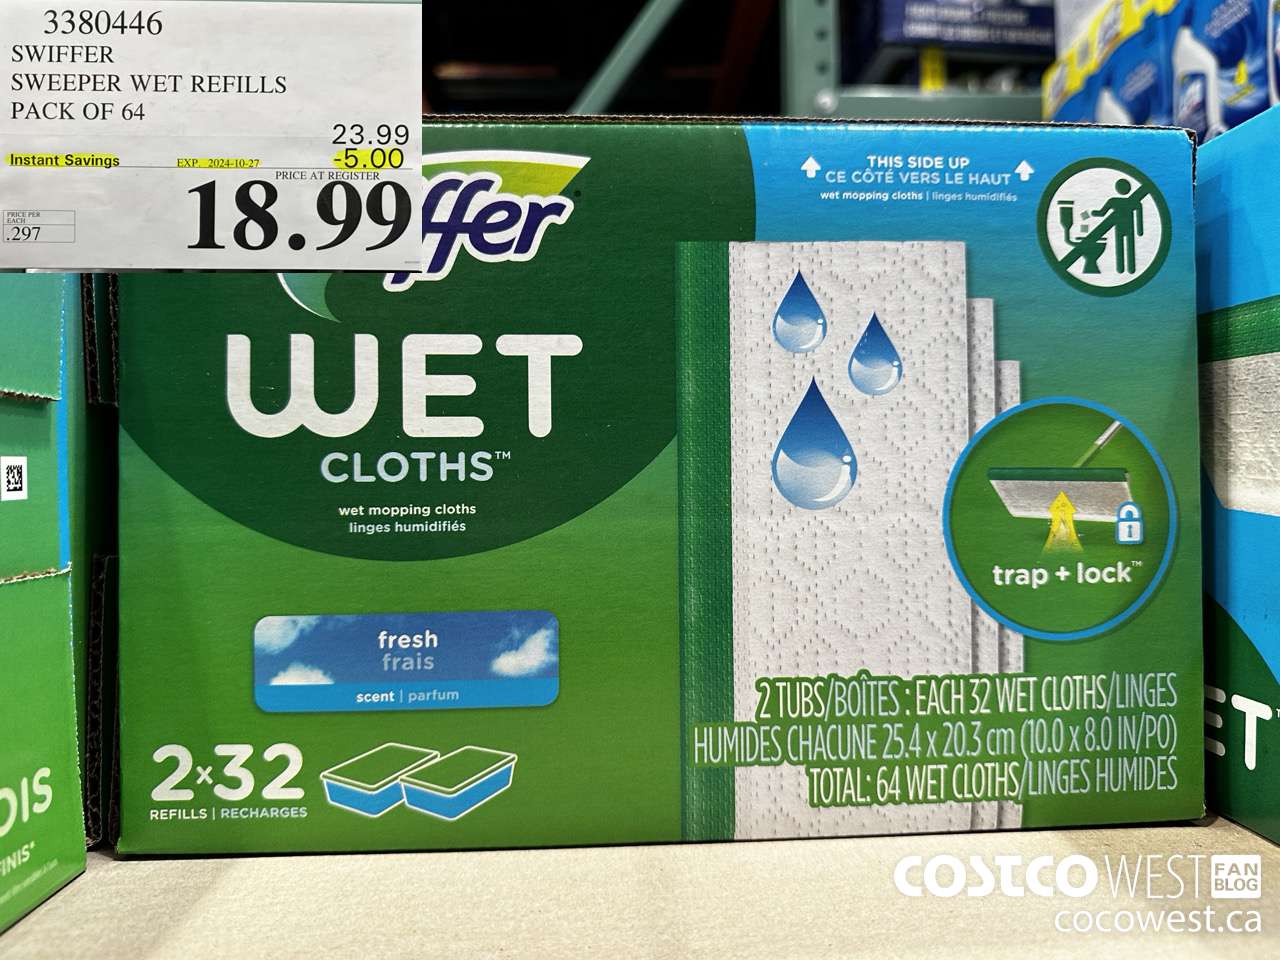 3380446
SWIFFER
SWEEPER WET REFILLS
PACK OF 64
23.99
Instant Savings EXP. 2024-10-27 -5.00
PRICE AT REGISTER
18.99
PRICE PER
EACH
.297
ffer
THIS SIDE UP
CE CÔTÉ VERS LE HAUT
wet mopping cloths | linges humidifiés
WET
CLOTHS™
wet mopping cloths
linges humidifiés
trap + lock™
fresh
frais
scent | parfum
2x32
REFILLS | RECHARGES
2 TUBS/BOÎTES : EACH 32 WET CLOTHS/LINGES
HUMIDES CHACUNE 25.4 x 20.3 cm (10.0 x 8.0 IN/PO)
TOTAL: 64 WET CLOTHS/LINGES HUMIDES
OIS
FINIS*
ET™
COSTCO WEST FAN BLOG
cocowest.ca